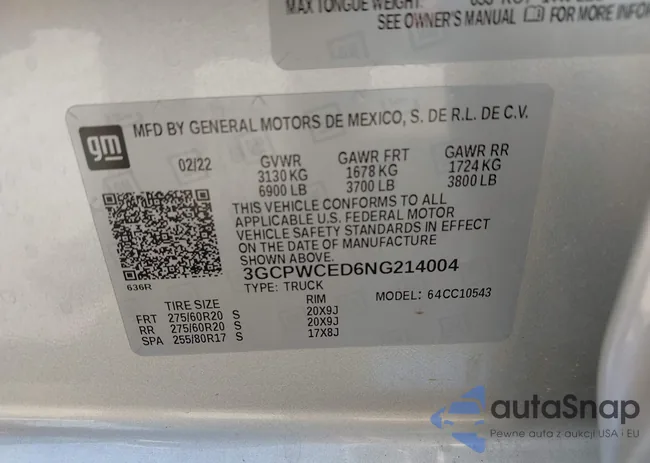 MAX TONGUE WEIGHT:
SEE OWNER'S MANUAL FOR MORE INFO
gm
MFD BY GENERAL MOTORS DE MEXICO, S. DE R.L. DE C.V.
02/22 GVWR GAWR FRT GAWR RR
3130 KG 1678 KG 1724 KG
6900 LB 3700 LB 3800 LB
THIS VEHICLE CONFORMS TO ALL
APPLICABLE U.S. FEDERAL MOTOR
VEHICLE SAFETY STANDARDS IN EFFECT
ON THE DATE OF MANUFACTURE
SHOWN ABOVE.
3GCPWCED6NG214004
636R
TYPE: TRUCK MODEL: 64CC10543
TIRE SIZE RIM
FRT 275/60R20 S 20X9J
RR 275/60R20 S 20X9J
SPA 255/80R17 S 17X8J
autaSnap
Pewne auta z aukcji USA i EU